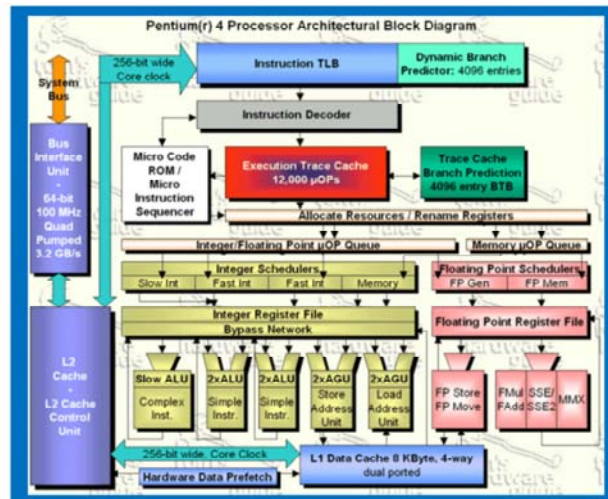 Pentium(r) 4 Processor Architectural Block Diagram
256-bit wide
Core clock
Instruction TLB
Dynamic Branch
Predictor: 4096 entries
System
Bus
Instruction Decoder
Bus
Interface
Unit
-
64-bit
100 MHz
Quad
Pumped
3.2 GB/s
Micro Code
ROM /
Micro
Instruction
Sequencer
Execution Trace Cache
12,000 µOPs
Trace Cache
Branch Prediction
4096 entry BTB
Allocate Resources / Rename Registers
Integer/Floating Point µOP Queue
Memory µOP Queue
Integer Schedulers
Slow Int
Fast Int
Fast Int
Memory
Floating Point Schedulers
FP Gen
FP Mem
Integer Register File
Bypass Network
Floating Point Register File
L2
Cache
-
L2 Cache
Control
Unit
Slow ALU
Complex
Inst.
2xALU
Simple
Instr.
2xALU
Simple
Instr.
2xAGU
Store
Address
Unit
2xAGU
Load
Address
Unit
FP Store
FP Move
FMul
FAdd
SSE/
SSE2
MMX
256-bit wide, Core Clock
L1 Data Cache 8 KByte, 4-way
dual ported
Hardware Data Prefetch